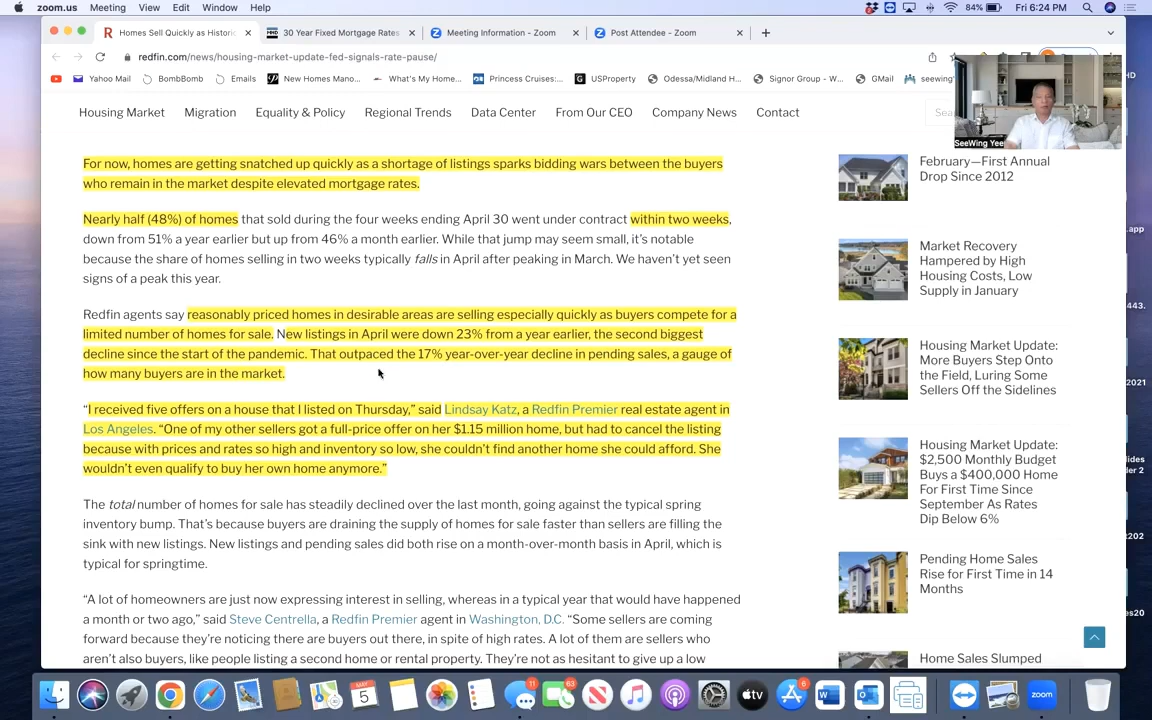 zoom.us Meeting View Edit Window Help 84% Fri 6:24 PM
Homes Sell Quickly as Historic 30 Year Fixed Mortgage Rates Meeting Information - Zoom Post Attendee - Zoom
redfin.com/news/housing-market-update-fed-signals-rate-pause/
Yahoo Mail BombBomb Emails New Homes Mano... What's My Home... Princess Cruises:... USProperty Odessa/Midland H... Signor Group - W... GMail seewing
Housing Market Migration Equality & Policy Regional Trends Data Center From Our CEO Company News Contact
SeeWing Yee
For now, homes are getting snatched up quickly as a shortage of listings sparks bidding wars between the buyers
who remain in the market despite elevated mortgage rates.
Nearly half (48%) of homes that sold during the four weeks ending April 30 went under contract within two weeks,
down from 51% a year earlier but up from 46% a month earlier. While that jump may seem small, it's notable
because the share of homes selling in two weeks typically falls in April after peaking in March. We haven't yet seen
signs of a peak this year.
Redfin agents say reasonably priced homes in desirable areas are selling especially quickly as buyers compete for a
limited number of homes for sale. New listings in April were down 23% from a year earlier, the second biggest
decline since the start of the pandemic. That outpaced the 17% year-over-year decline in pending sales, a gauge of
how many buyers are in the market.
“I received five offers on a house that I listed on Thursday,” said Lindsay Katz, a Redfin Premier real estate agent in
Los Angeles. “One of my other sellers got a full-price offer on her $1.15 million home, but had to cancel the listing
because with prices and rates so high and inventory so low, she couldn't find another home she could afford. She
wouldn't even qualify to buy her own home anymore.”
The total number of homes for sale has steadily declined over the last month, going against the typical spring
inventory bump. That's because buyers are draining the supply of homes for sale faster than sellers are filling the
sink with new listings. New listings and pending sales did both rise on a month-over-month basis in April, which is
typical for springtime.
“A lot of homeowners are just now expressing interest in selling, whereas in a typical year that would have happened
a month or two ago,” said Steve Centrella, a Redfin Premier agent in Washington, D.C. “Some sellers are coming
forward because they're noticing there are buyers out there, in spite of high rates. A lot of them are sellers who
aren't also buyers, like people listing a second home or rental property. They're not as hesitant to give up a low
February—First Annual
Drop Since 2012
Market Recovery
Hampered by High
Housing Costs, Low
Supply in January
Housing Market Update:
More Buyers Step Onto
the Field, Luring Some
Sellers Off the Sidelines
Housing Market Update:
$2,500 Monthly Budget
Buys a $400,000 Home
For First Time Since
September As Rates
Dip Below 6%
Pending Home Sales
Rise for First Time in 14
Months
Home Sales Slumped
HD
.app
443.
2021
lides
ler 2
202
es20
MAY
5
11
63
tv
6
W
zoom